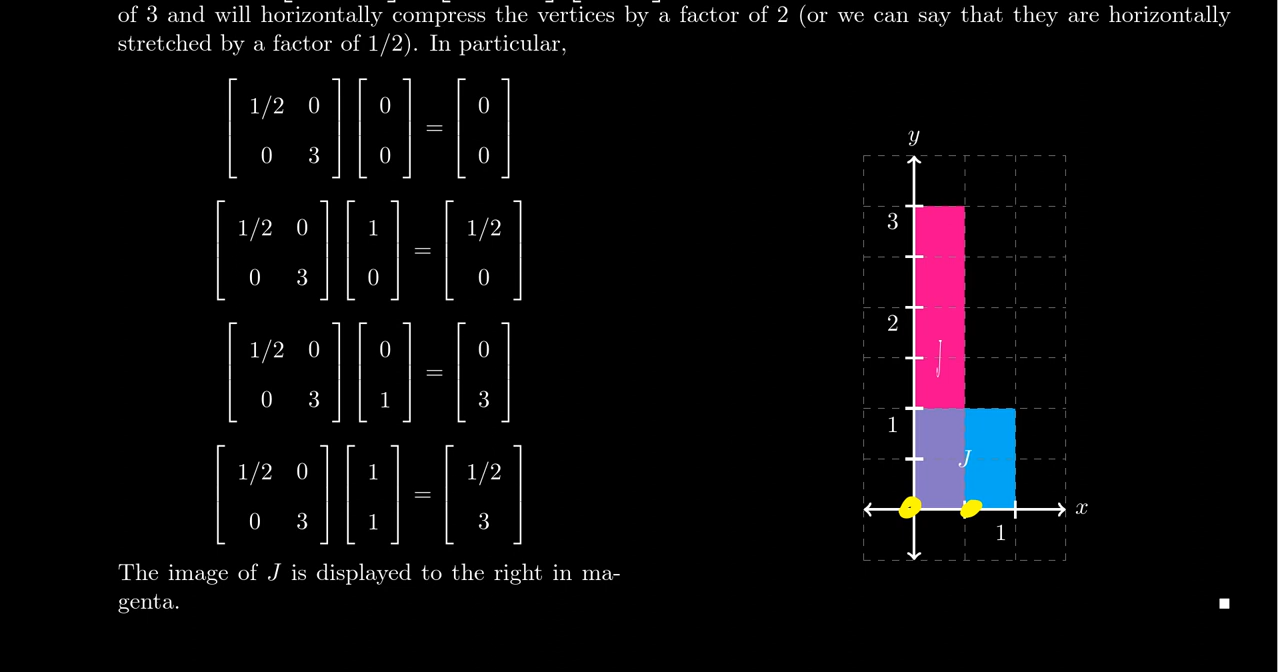 of 3 and will horizontally compress the vertices by a factor of 2 (or we can say that they are horizontally
stretched by a factor of 1/2). In particular,
[1/2 0; 0 3] [0; 0] = [0; 0]
[1/2 0; 0 3] [1; 0] = [1/2; 0]
[1/2 0; 0 3] [0; 1] = [0; 3]
[1/2 0; 0 3] [1; 1] = [1/2; 3]
The image of J is displayed to the right in ma-
genta.
y
3
2
J
1
J
x
1